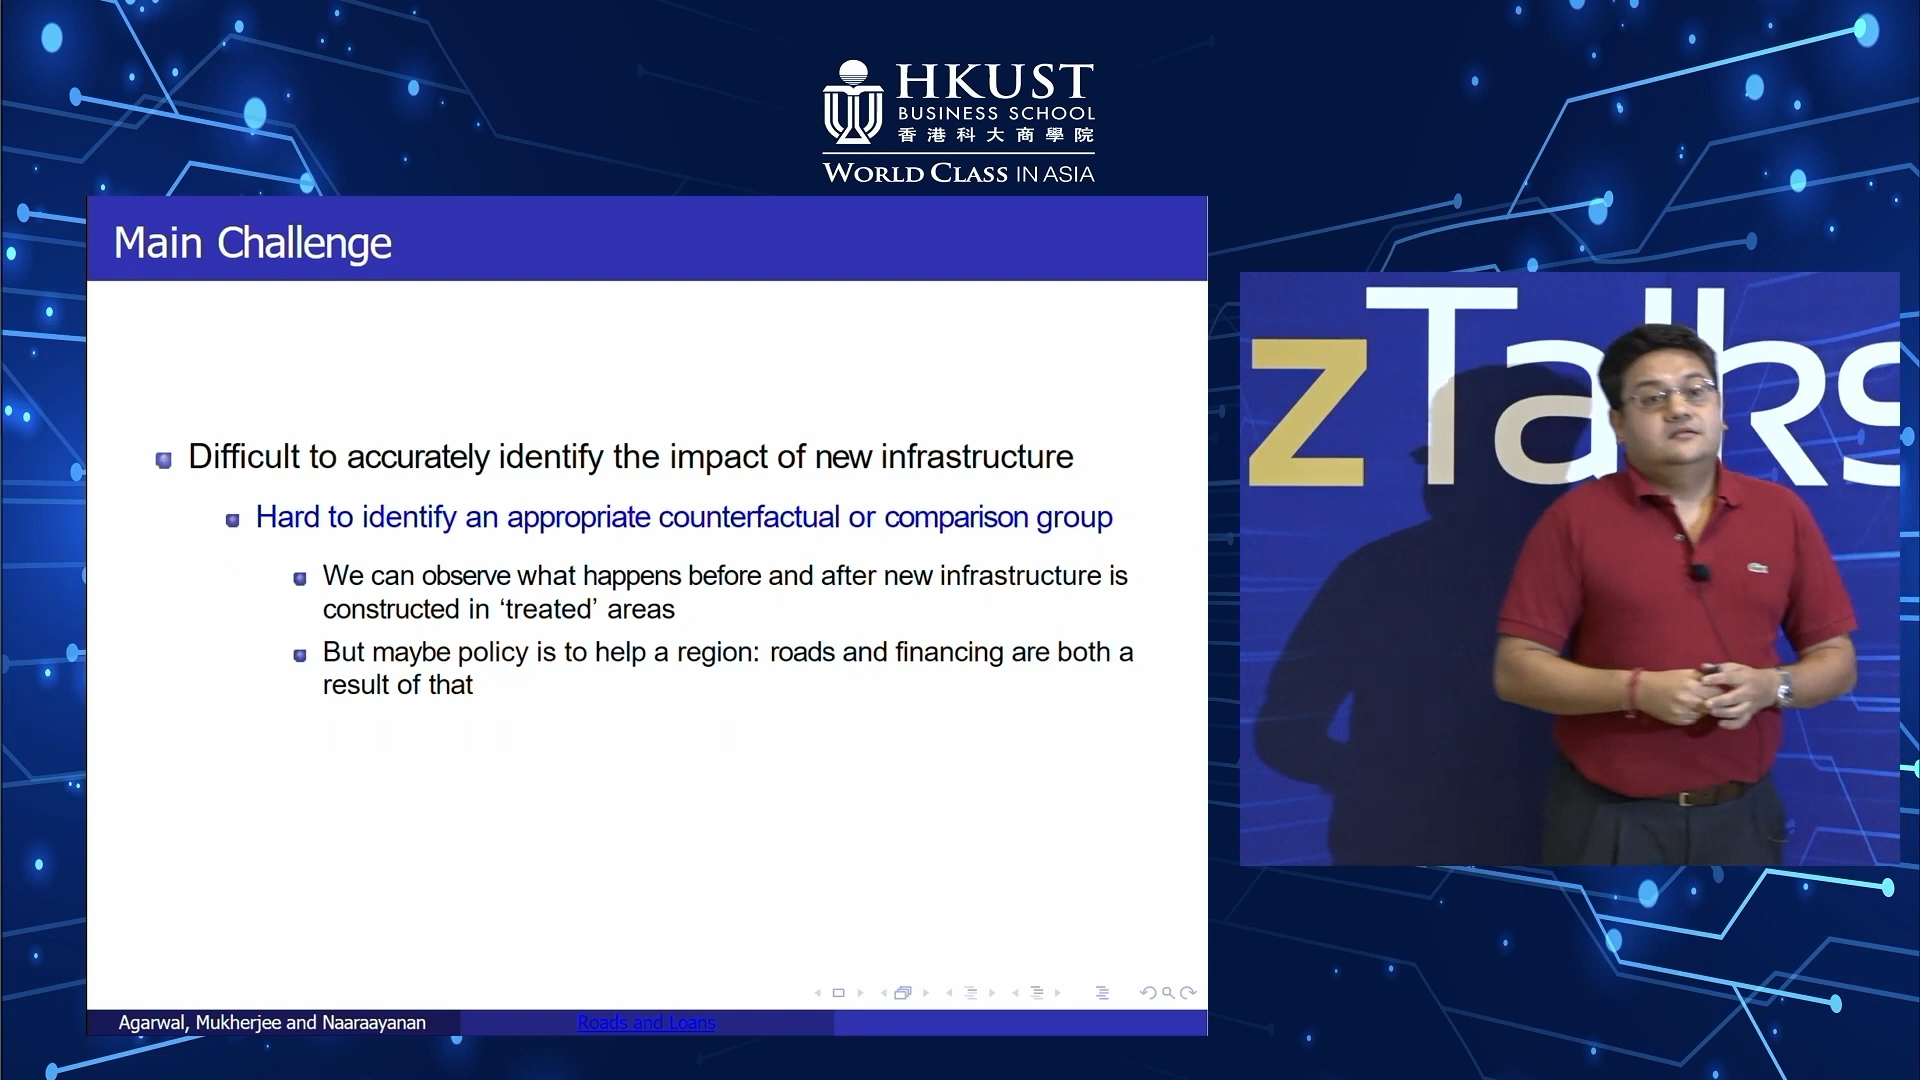 HKUST
BUSINESS SCHOOL
香港科大商學院
WORLD CLASS IN ASIA
Main Challenge
Difficult to accurately identify the impact of new infrastructure
Hard to identify an appropriate counterfactual or comparison group
We can observe what happens before and after new infrastructure is
constructed in ‘treated’ areas
But maybe policy is to help a region: roads and financing are both a
result of that
Agarwal, Mukherjee and Naaraayanan
Roads and Loans
zTalks